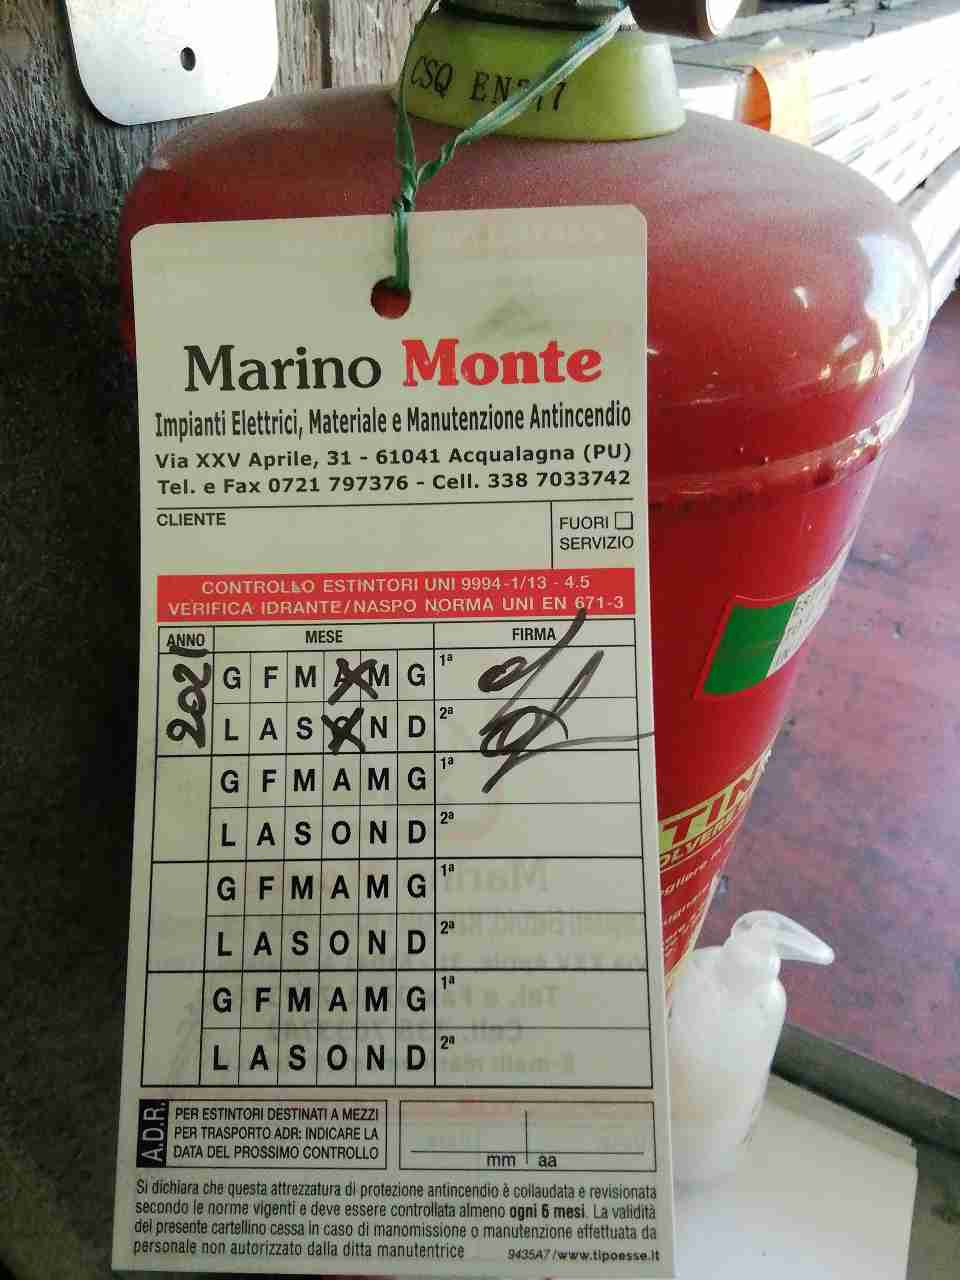 CSQ EN
Marino Monte
Impianti Elettrici, Materiale e Manutenzione Antincendio
Via XXV Aprile, 31 - 61041 Acqualagna (PU)
Tel. e Fax 0721 797376 - Cell. 338 7033742
CLIENTE
FUORI
SERVIZIO
CONTROLLO ESTINTORI UNI 9994-1/13 - 4.5
VERIFICA IDRANTE/NASPO NORMA UNI EN 671-3
ANNO MESE FIRMA
2021
G F M A M G 1ª
L A S O N D 2ª
G F M A M G 1ª
L A S O N D 2ª
G F M A M G 1ª
L A S O N D 2ª
G F M A M G 1ª
L A S O N D 2ª
A.D.R.
PER ESTINTORI DESTINATI A MEZZI
PER TRASPORTO ADR: INDICARE LA
DATA DEL PROSSIMO CONTROLLO
mm aa
Si dichiara che questa attrezzatura di protezione antincendio è collaudata e revisionata
secondo le norme vigenti e deve essere controllata almeno ogni 6 mesi. La validità
del presente cartellino cessa in caso di manomissione o manutenzione effettuata da
personale non autorizzato dalla ditta manutentrice 9435A7/www.tipoesse.it